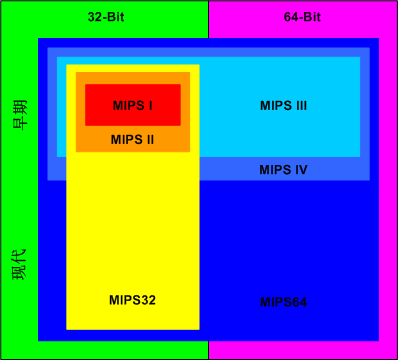 32-Bit
64-Bit
早期
MIPS I
MIPS III
MIPS II
MIPS IV
现代
MIPS32
MIPS64